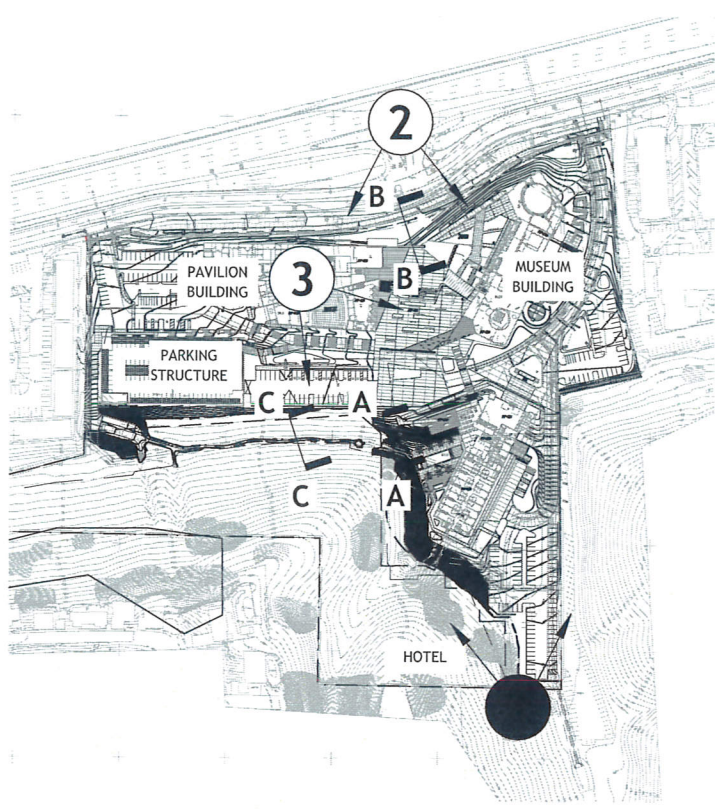 2
B
B
PAVILION
BUILDING
3
MUSEUM
BUILDING
PARKING
STRUCTURE
C
A
C
A
HOTEL